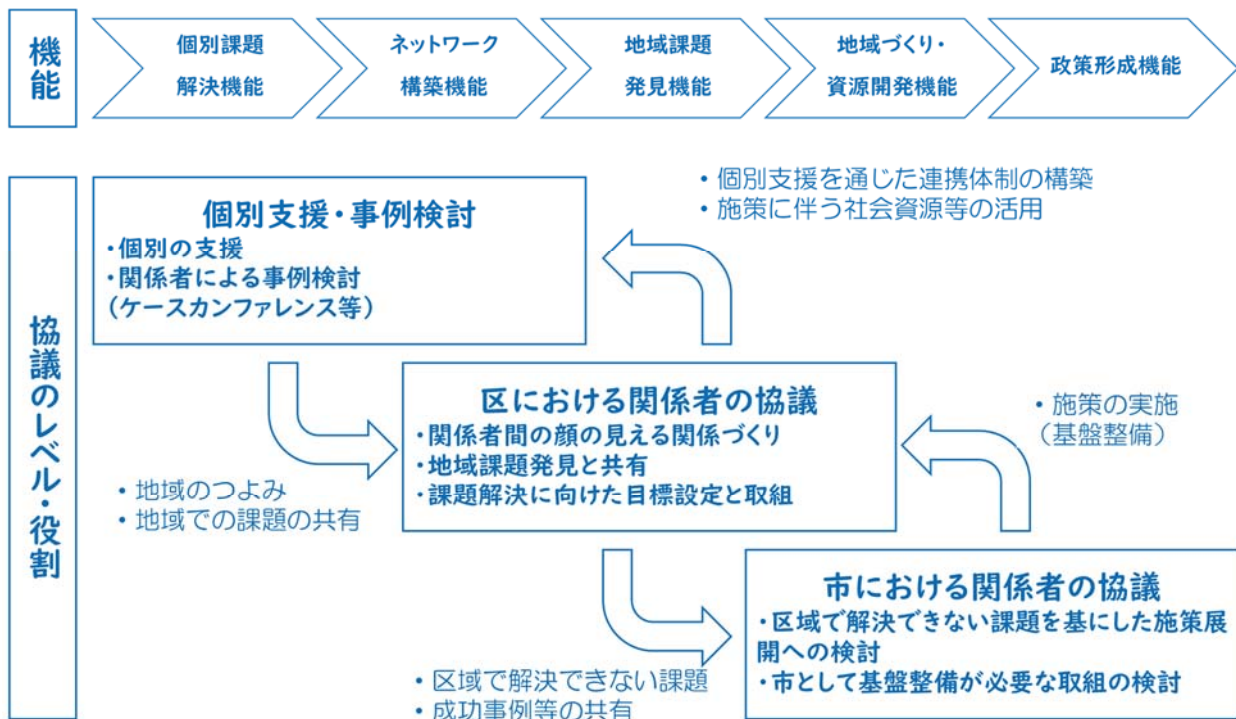 機能
個別課題
解決機能
ネットワーク
構築機能
地域課題
発見機能
地域づくり・
資源開発機能
政策形成機能
協議のレベル・役割
個別支援・事例検討
・個別の支援
・関係者による事例検討
（ケースカンファレンス等）
・個別支援を通じた連携体制の構築
・施策に伴う社会資源等の活用
区における関係者の協議
・関係者間の顔の見える関係づくり
・地域課題発見と共有
・課題解決に向けた目標設定と取組
・施策の実施
（基盤整備）
・地域のつよみ
・地域での課題の共有
市における関係者の協議
・区域で解決できない課題を基にした施策展
開への検討
・市として基盤整備が必要な取組の検討
・区域で解決できない課題
・成功事例等の共有